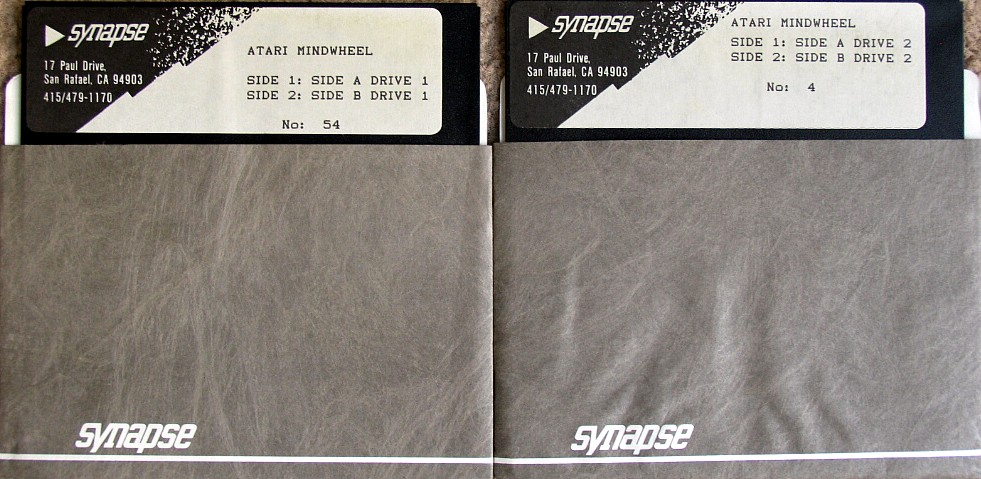 synapse
17 Paul Drive,
San Rafael, CA 94903
415/479-1170
ATARI MINDWHEEL
SIDE 1: SIDE A DRIVE 1
SIDE 2: SIDE B DRIVE 1
No: 54
synapse
synapse
17 Paul Drive,
San Rafael, CA 94903
415/479-1170
ATARI MINDWHEEL
SIDE 1: SIDE A DRIVE 2
SIDE 2: SIDE B DRIVE 2
No: 4
synapse